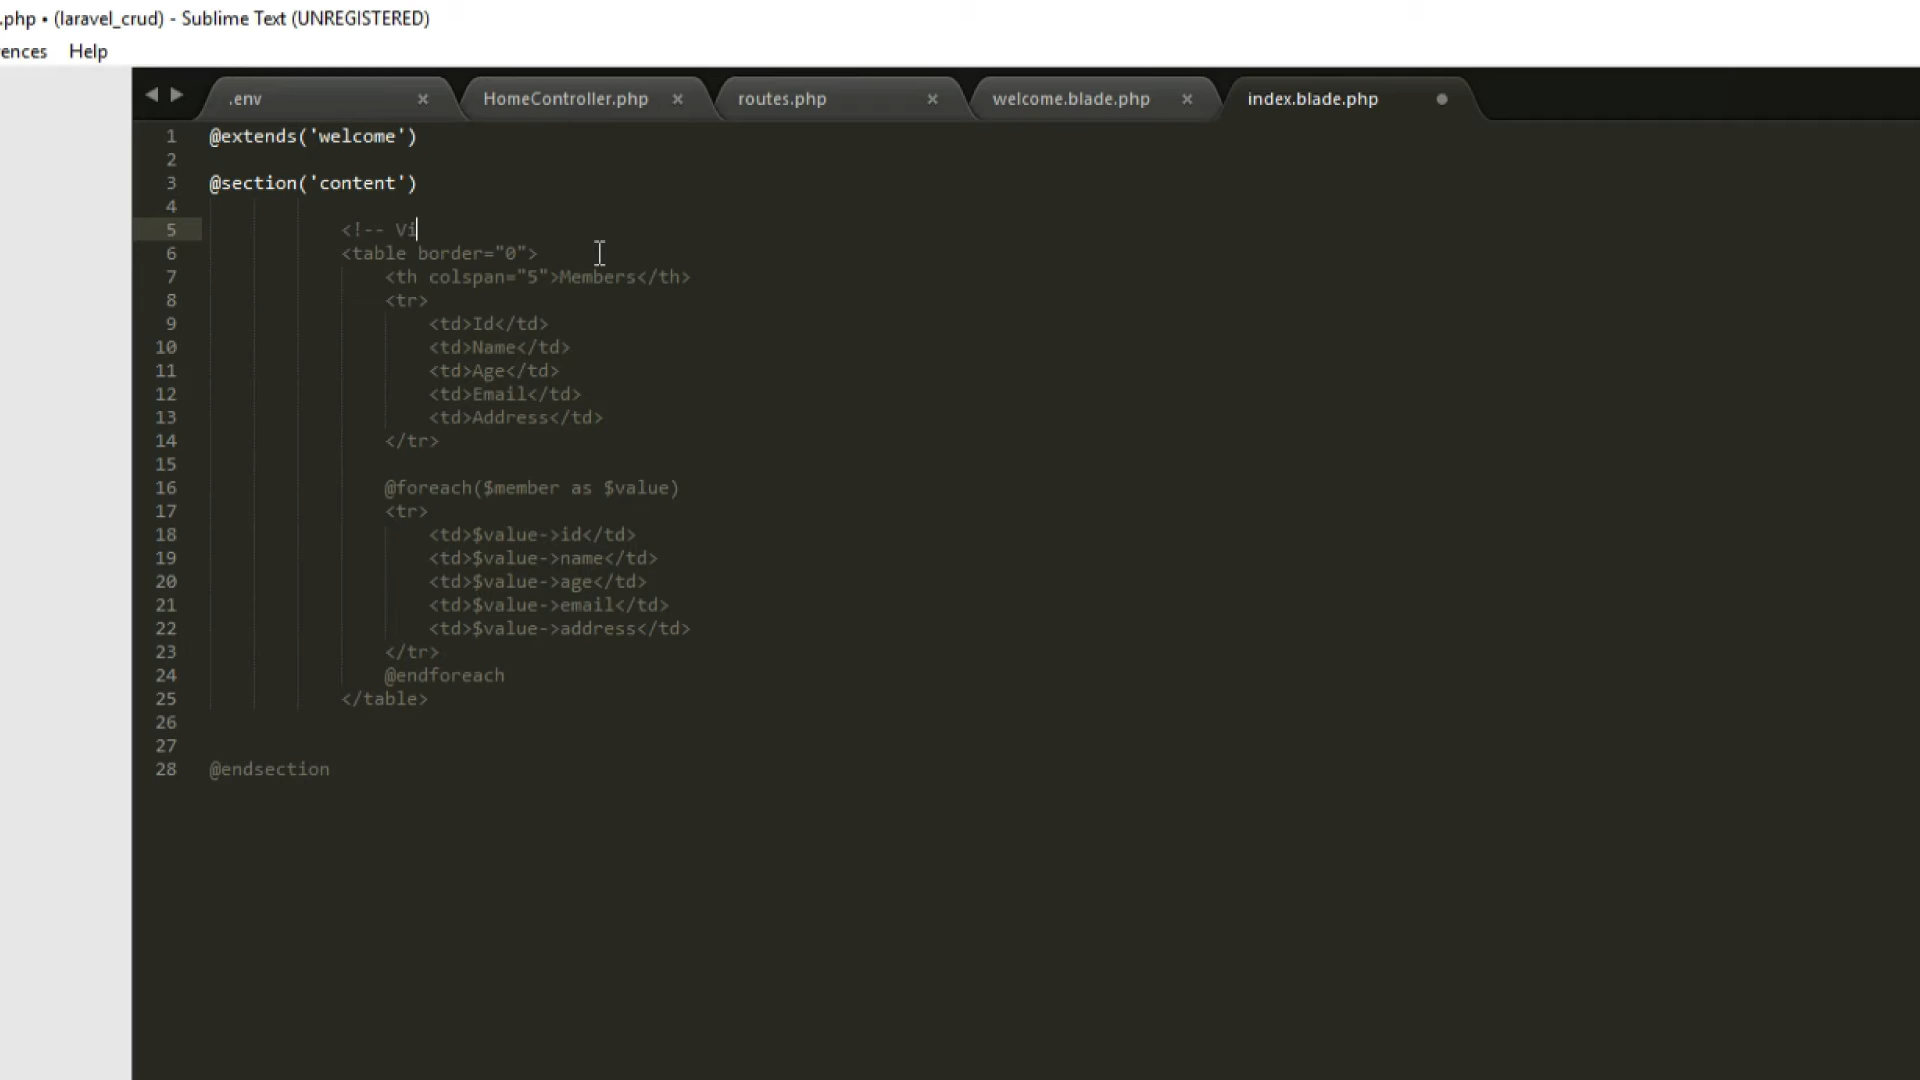 .php • (laravel_crud) - Sublime Text (UNREGISTERED)
ences Help
.env HomeController.php routes.php welcome.blade.php index.blade.php
1 @extends('welcome')
2
3 @section('content')
4
5 <!-- Vi
6 <table border="0">
7 <th colspan="5">Members</th>
8 <tr>
9 <td>Id</td>
10 <td>Name</td>
11 <td>Age</td>
12 <td>Email</td>
13 <td>Address</td>
14 </tr>
15
16 @foreach($member as $value)
17 <tr>
18 <td>$value->id</td>
19 <td>$value->name</td>
20 <td>$value->age</td>
21 <td>$value->email</td>
22 <td>$value->address</td>
23 </tr>
24 @endforeach
25 </table>
26
27
28 @endsection